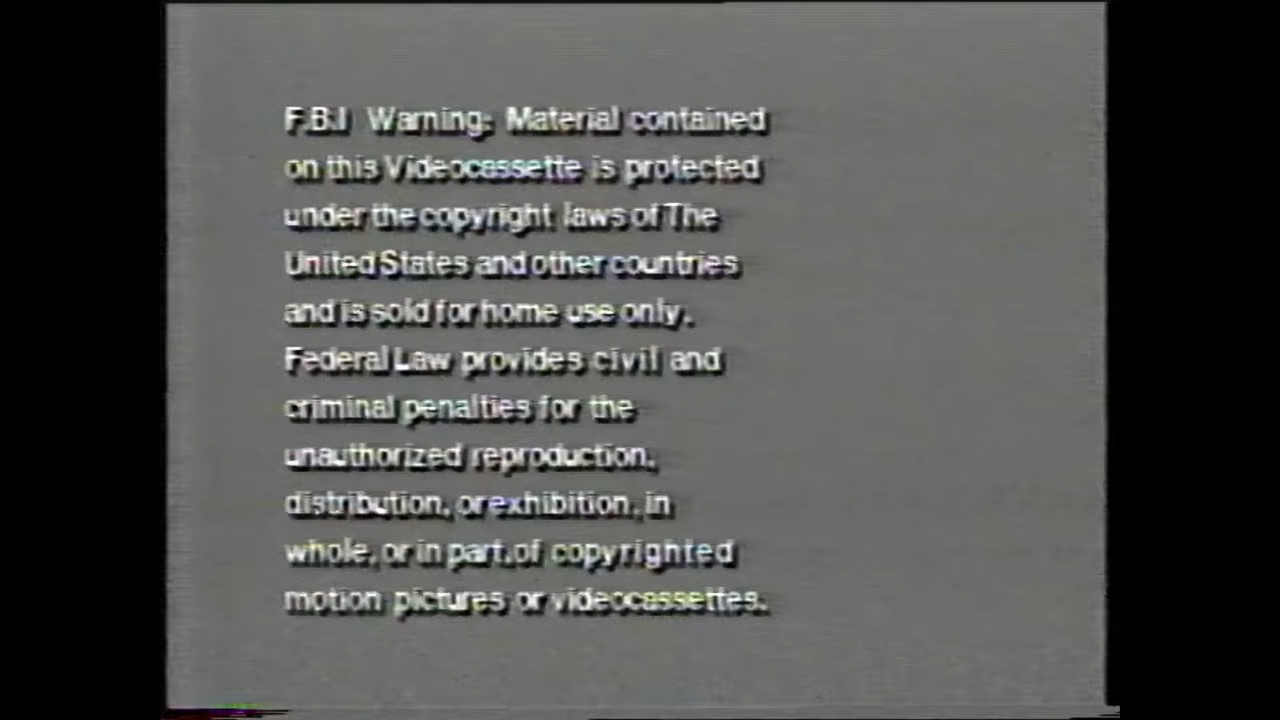 F.B.I Warning: Material contained
on this Videocassette is protected
under the copyright laws of The
United States and other countries
and is sold for home use only.
Federal Law provides civil and
criminal penalties for the
unauthorized reproduction,
distribution, or exhibition, in
whole, or in part, of copyrighted
motion pictures or videocassettes.